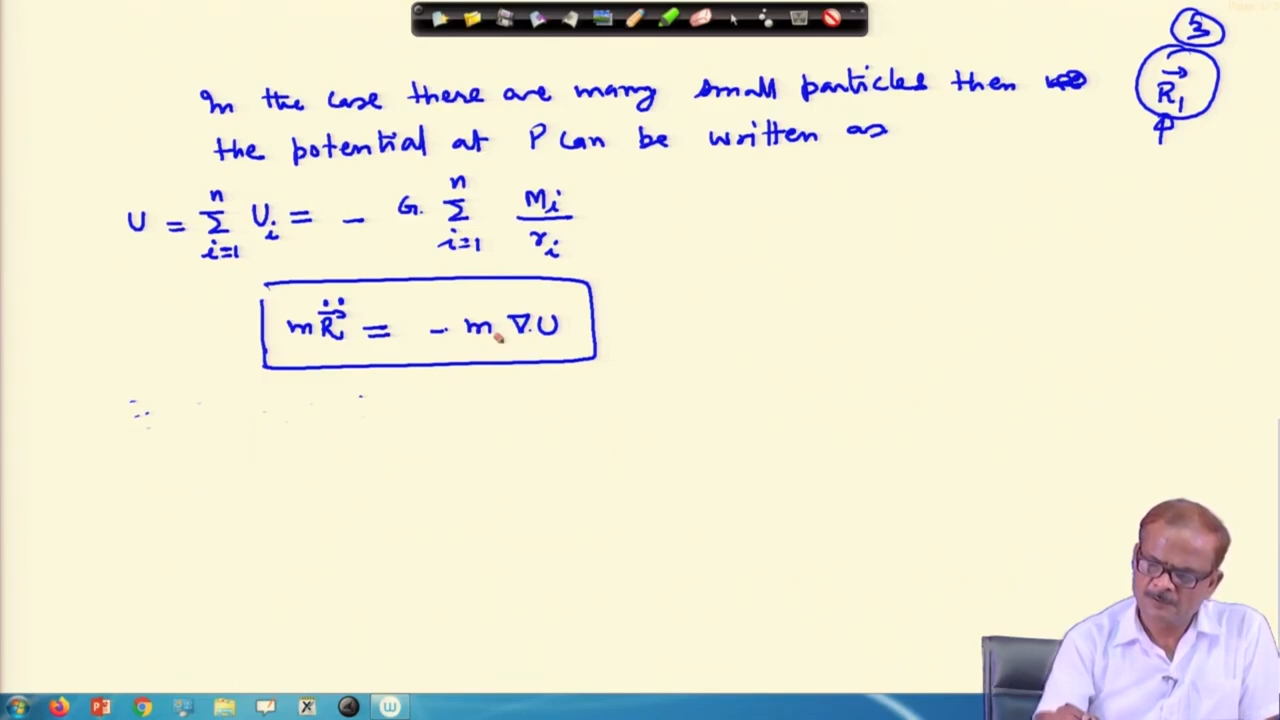 3
R⃗₁
In the case there are many small particles then
the potential at P can be written as
U = Σ_{i=1}^{n} U_i = - G. Σ_{i=1}^{n} M_i / r_i
m R̈⃗ = - m ∇.U